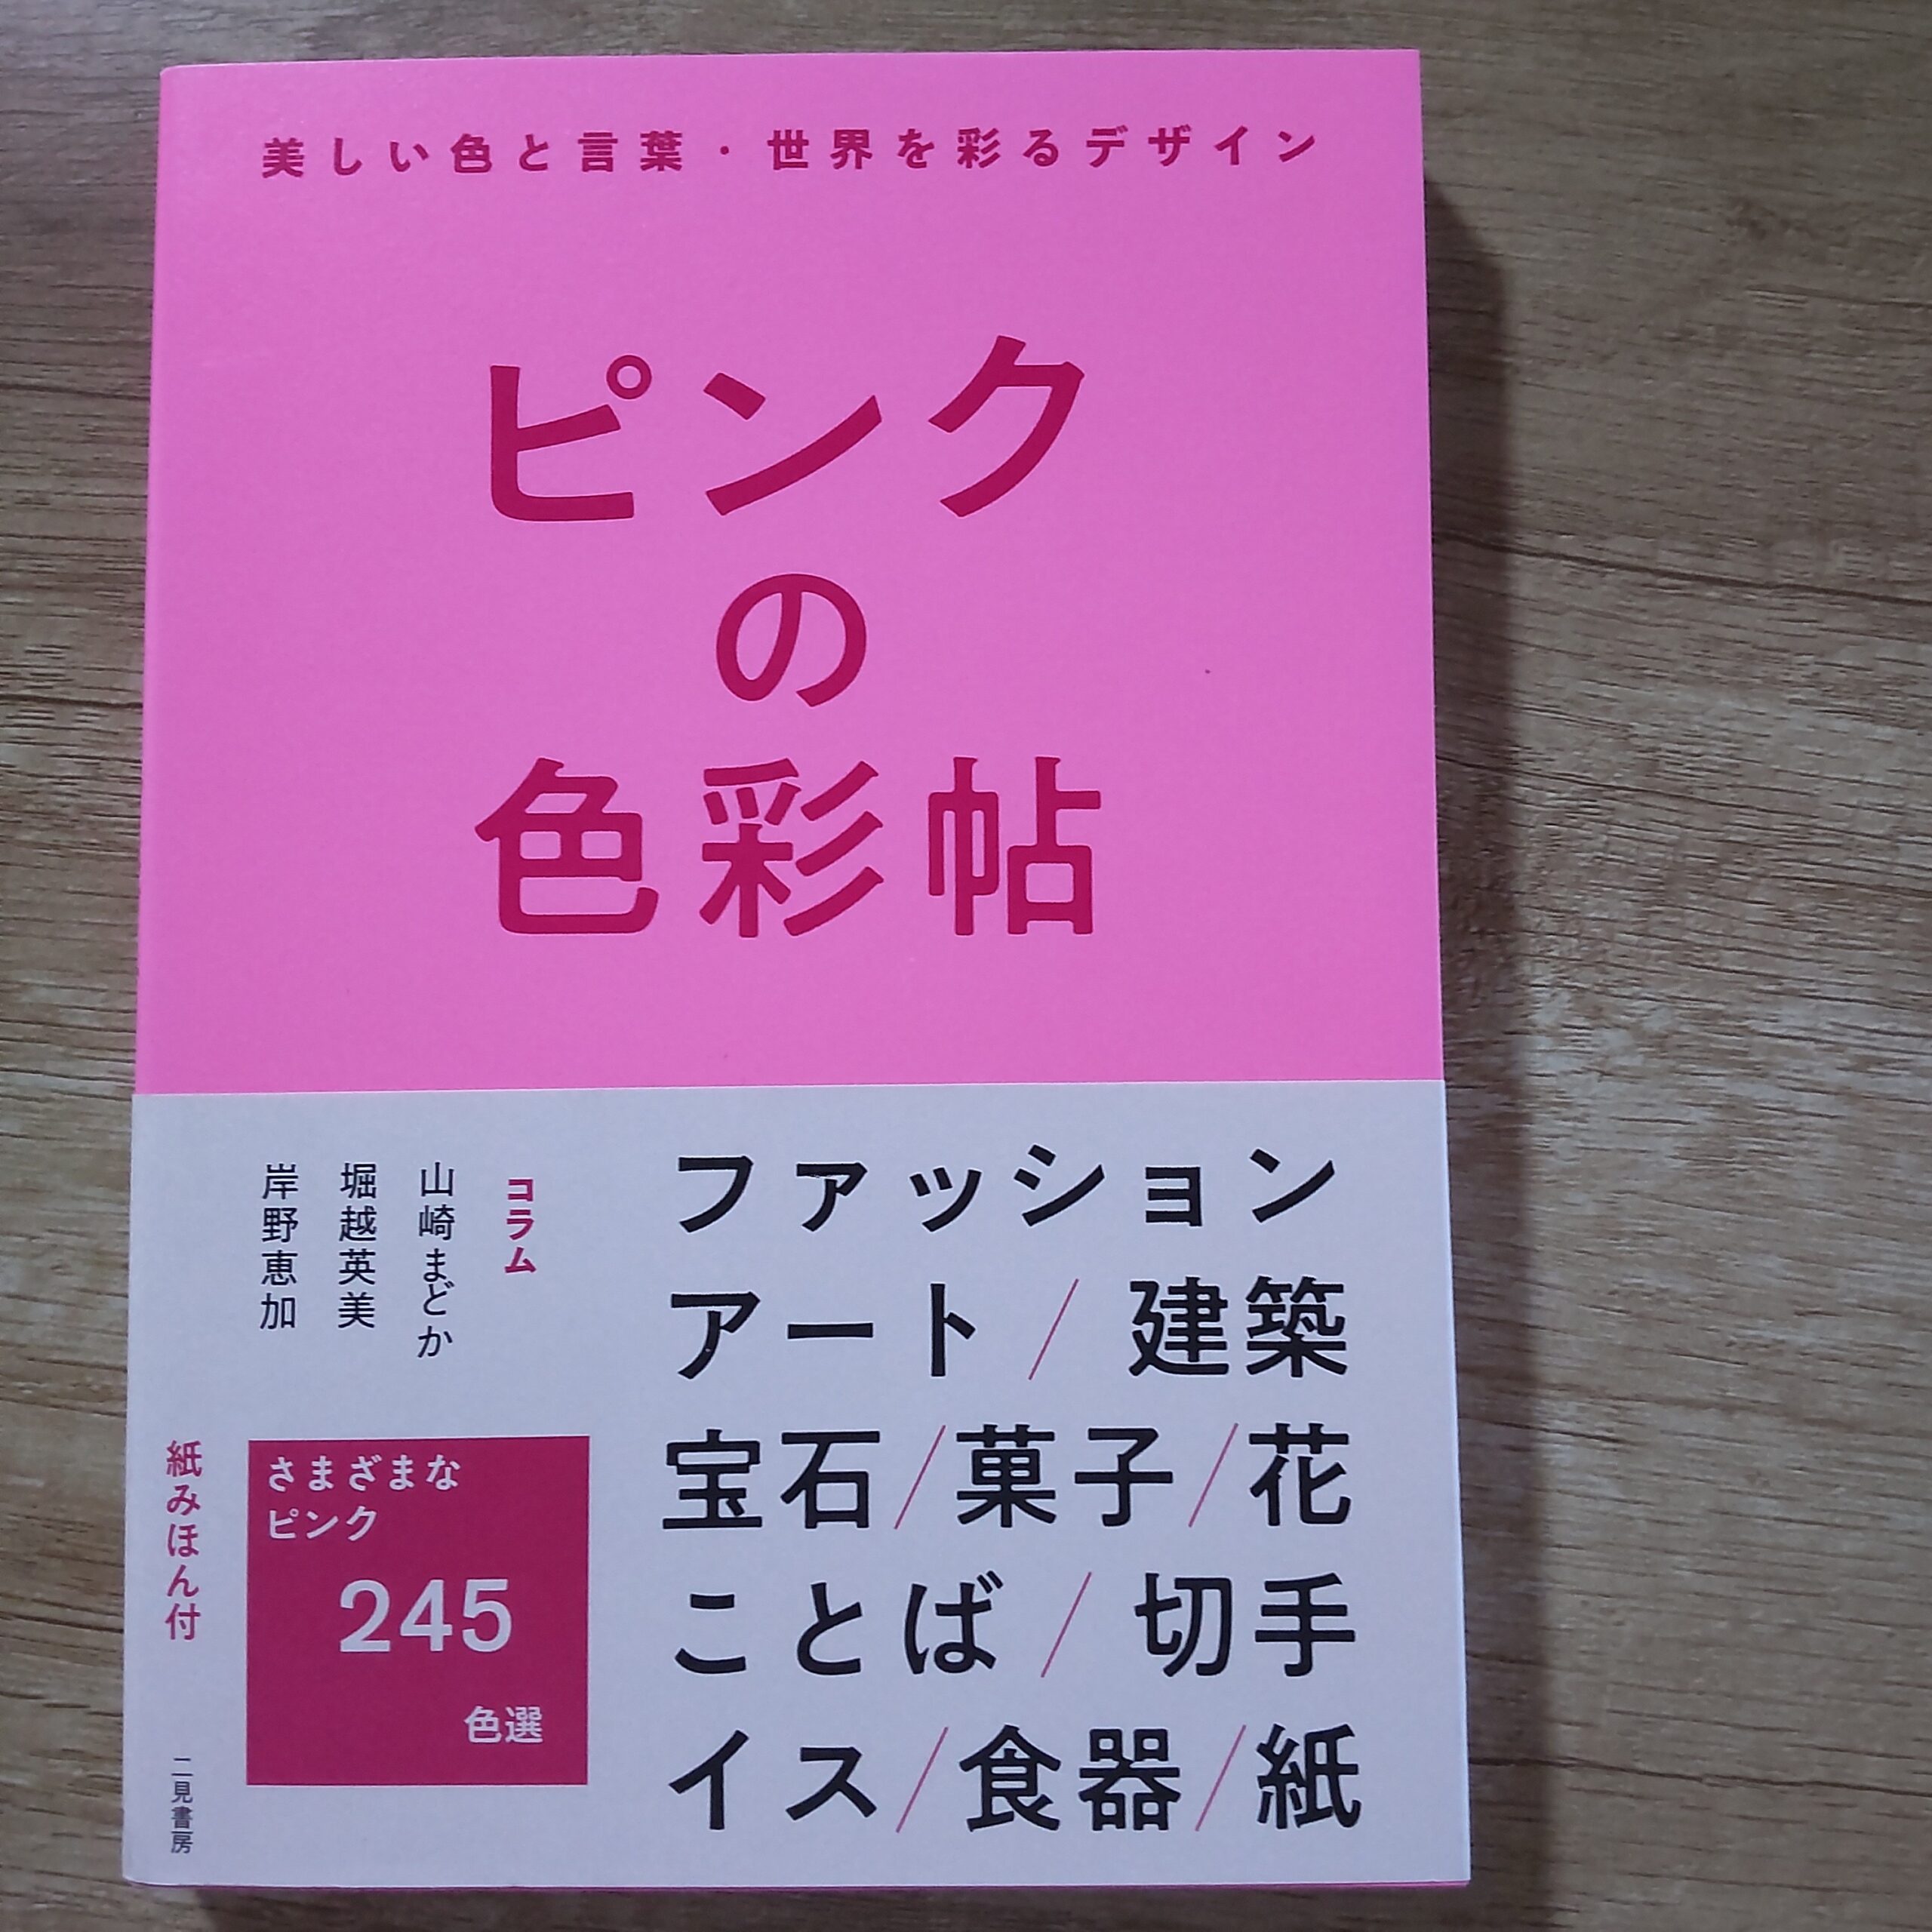 美しい色と言葉・世界を彩るデザイン
ピンク
の
色彩帖
ファッション
アート/建築
宝石/菓子/花
ことば/切手
イス/食器/紙
コラム
山崎まどか
堀越英美
岸野恵加
さまざまな
ピンク
245
色選
紙みほん付
二見書房